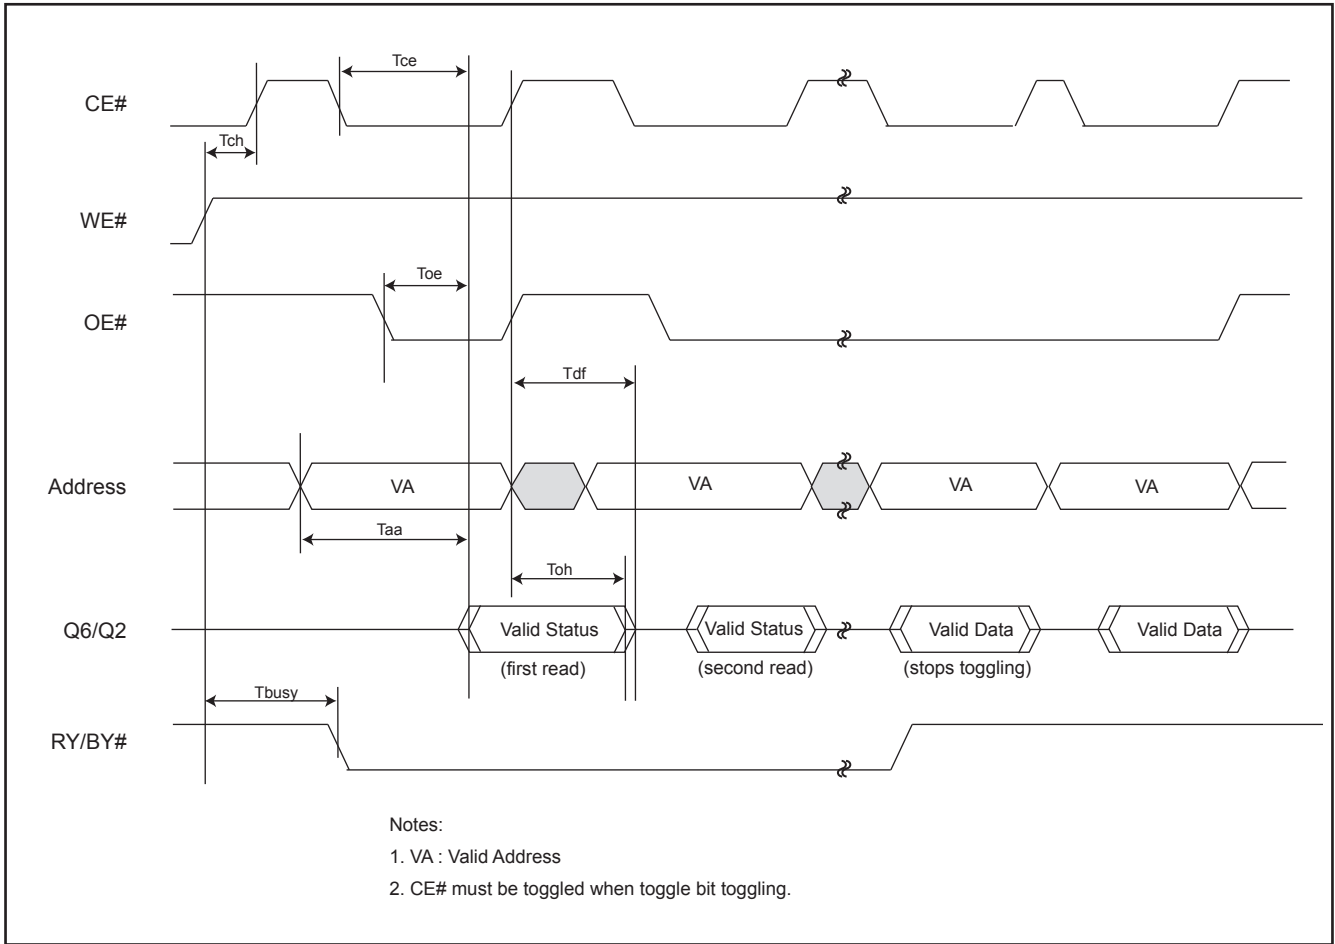 Tce
CE#
Tch
WE#
Toe
OE#
Tdf
Address
VA
VA
VA
VA
Taa
Toh
Q6/Q2
Valid Status
Valid Status
Valid Data
Valid Data
(first read)
(second read)
(stops toggling)
Tbusy
RY/BY#
Notes:
1. VA : Valid Address
2. CE# must be toggled when toggle bit toggling.